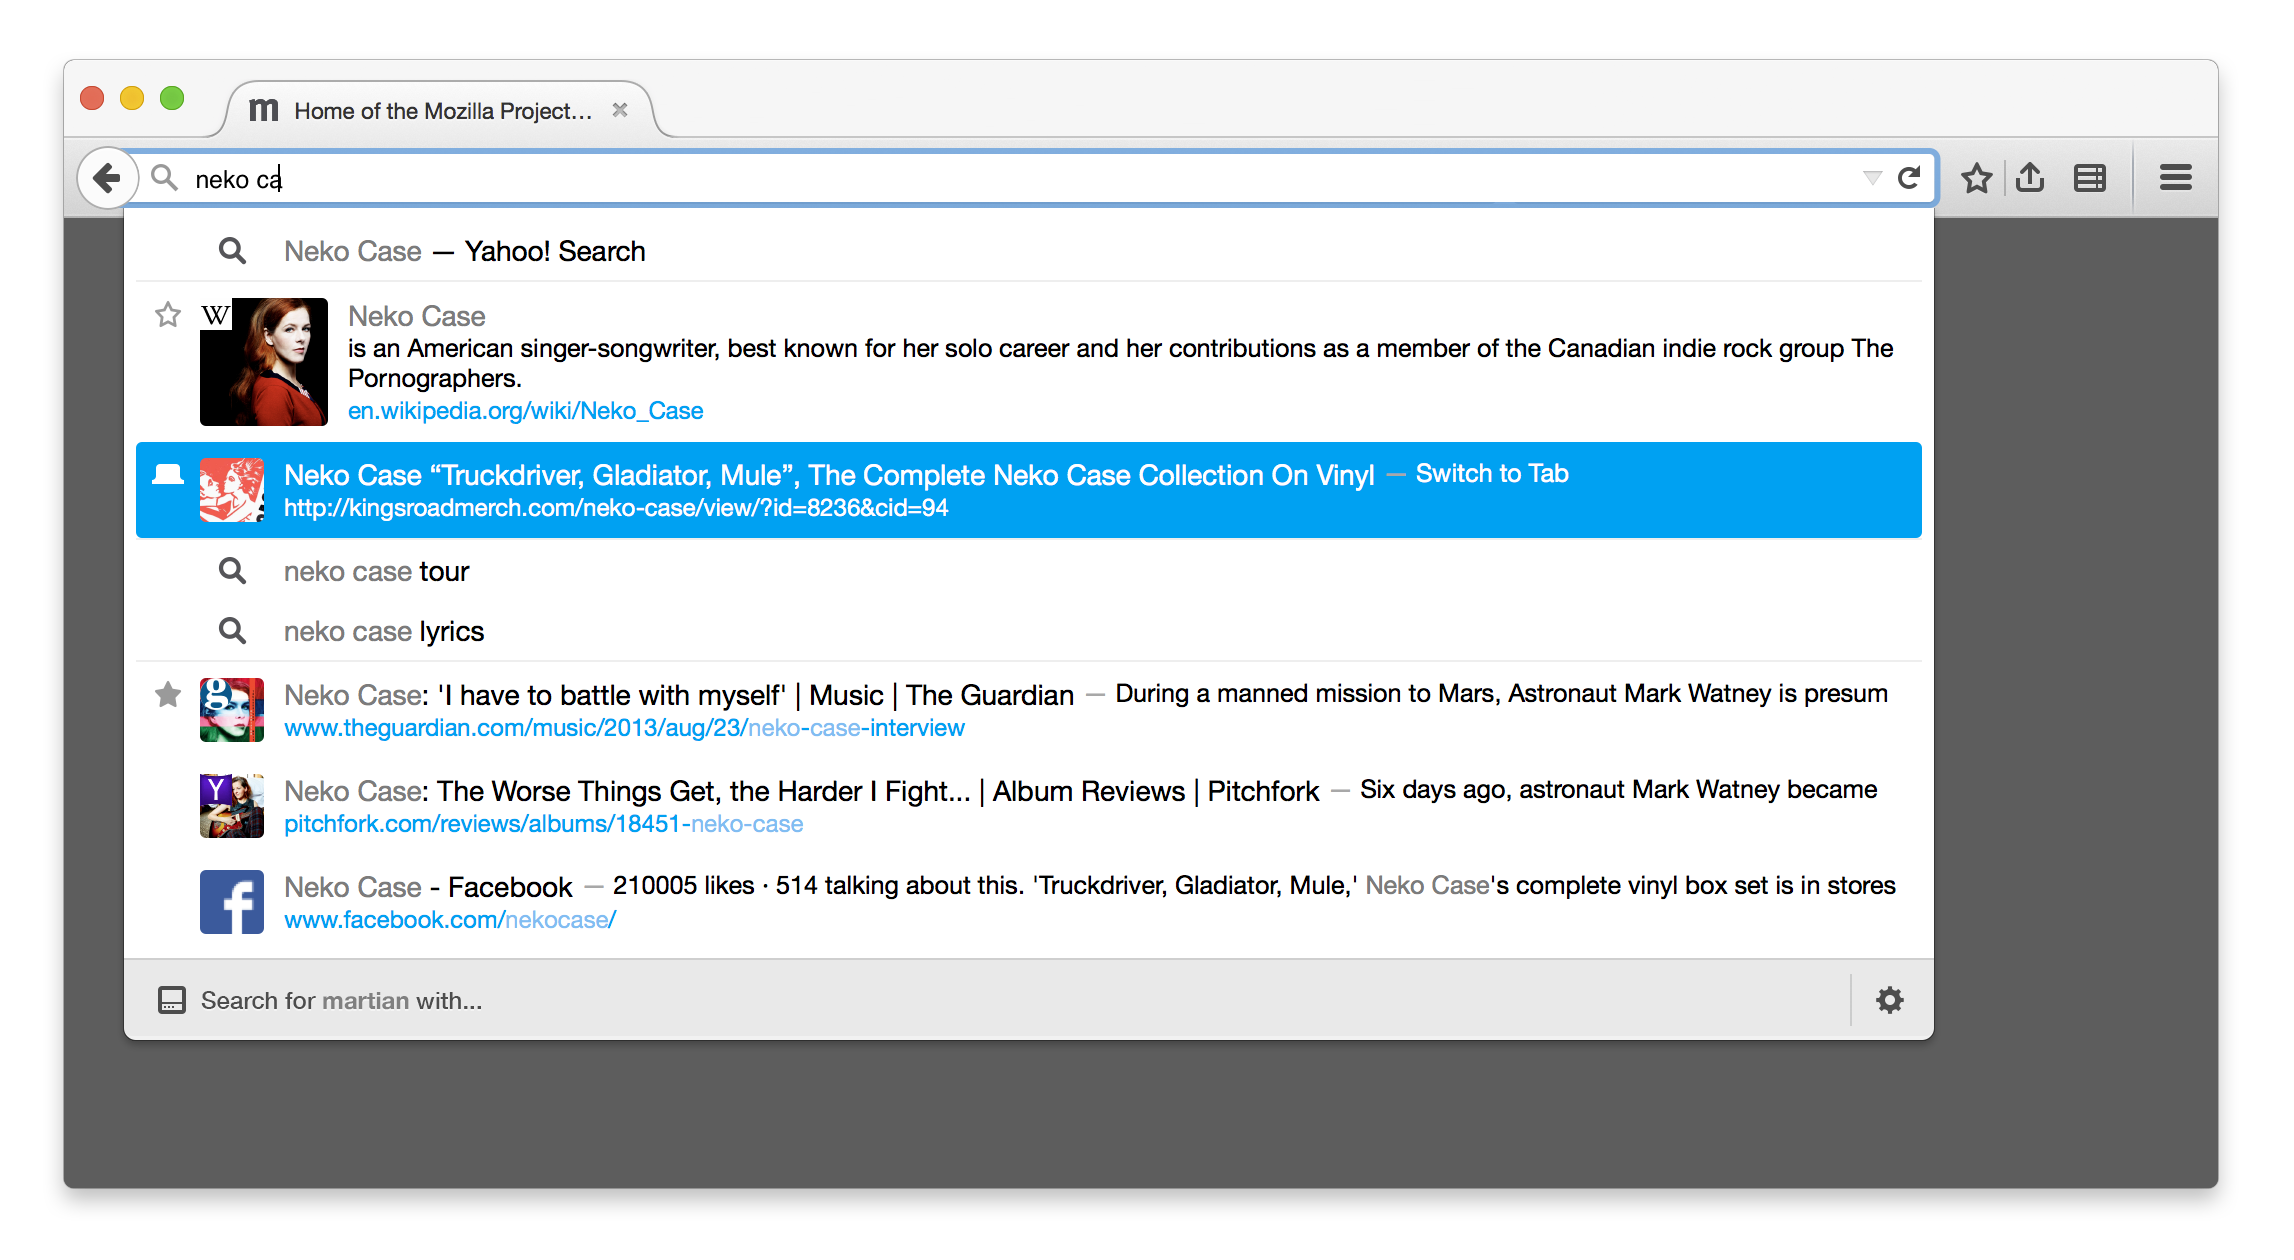 m Home of the Mozilla Project...
neko ca
Neko Case — Yahoo! Search
W
Neko Case
is an American singer-songwriter, best known for her solo career and her contributions as a member of the Canadian indie rock group The
Pornographers.
en.wikipedia.org/wiki/Neko_Case
Neko Case “Truckdriver, Gladiator, Mule”, The Complete Neko Case Collection On Vinyl — Switch to Tab
http://kingsroadmerch.com/neko-case/view/?id=8236&cid=94
neko case tour
neko case lyrics
g
Neko Case: 'I have to battle with myself' | Music | The Guardian — During a manned mission to Mars, Astronaut Mark Watney is presum
www.theguardian.com/music/2013/aug/23/neko-case-interview
Y
Neko Case: The Worse Things Get, the Harder I Fight... | Album Reviews | Pitchfork — Six days ago, astronaut Mark Watney became
pitchfork.com/reviews/albums/18451-neko-case
f
Neko Case - Facebook — 210005 likes · 514 talking about this. 'Truckdriver, Gladiator, Mule,' Neko Case's complete vinyl box set is in stores
www.facebook.com/nekocase/
Search for martian with...